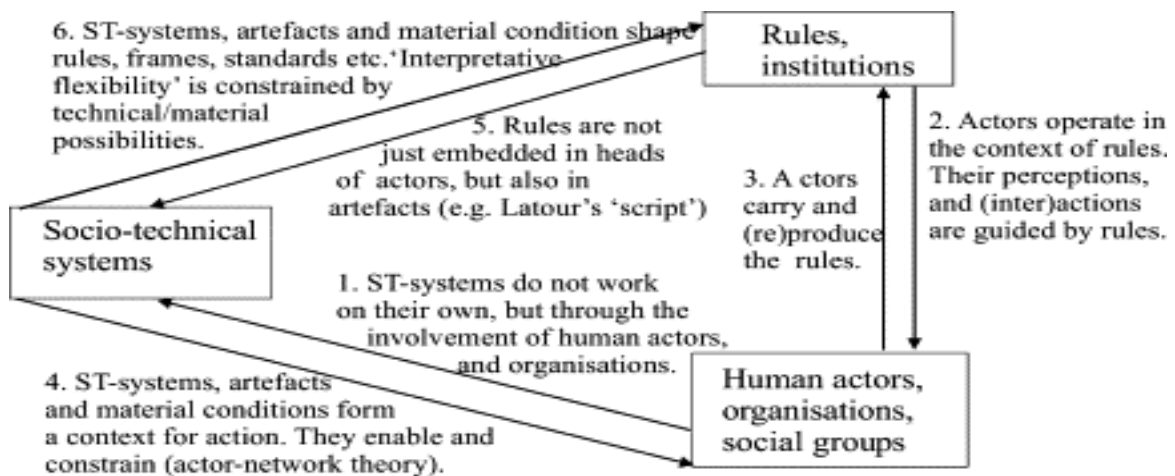 6. ST-systems, artefacts and material condition shape
rules, frames, standards etc.‘Interpretative
flexibility’ is constrained by
technical/material
possibilities.
Rules,
institutions
5. Rules are not
just embedded in heads
of actors, but also in
artefacts (e.g. Latour’s ‘script’)
2. Actors operate in
the context of rules.
Their perceptions,
and (inter)actions
are guided by rules.
3. A ctors
carry and
(re)produce
the rules.
Socio-technical
systems
1. ST-systems do not work
on their own, but through the
involvement of human actors,
and organisations.
4. ST-systems, artefacts
and material conditions form
a context for action. They enable and
constrain (actor-network theory).
Human actors,
organisations,
social groups